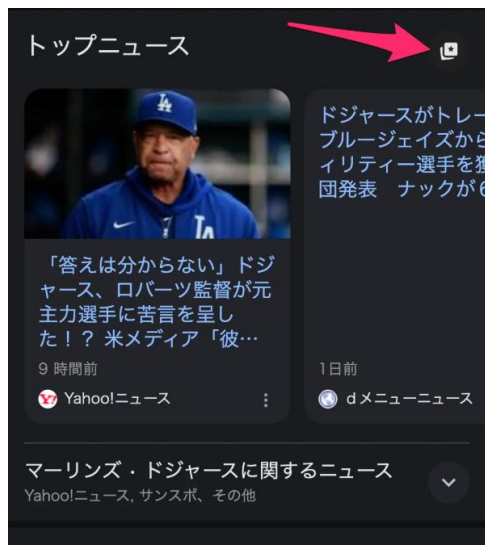 トップニュース
LA
LA
「答えは分からない」ドジ
ャース、ロバーツ監督が元
主力選手に苦言を呈し
た！？ 米メディア「彼…
9 時間前
Yahoo!ニュース
ドジャースがトレー
ブルージェイズから
ィリティー選手を獲
団発表 ナックが6
1日前
dメニューニュース
マーリンズ・ドジャースに関するニュース
Yahoo!ニュース, サンスポ、その他